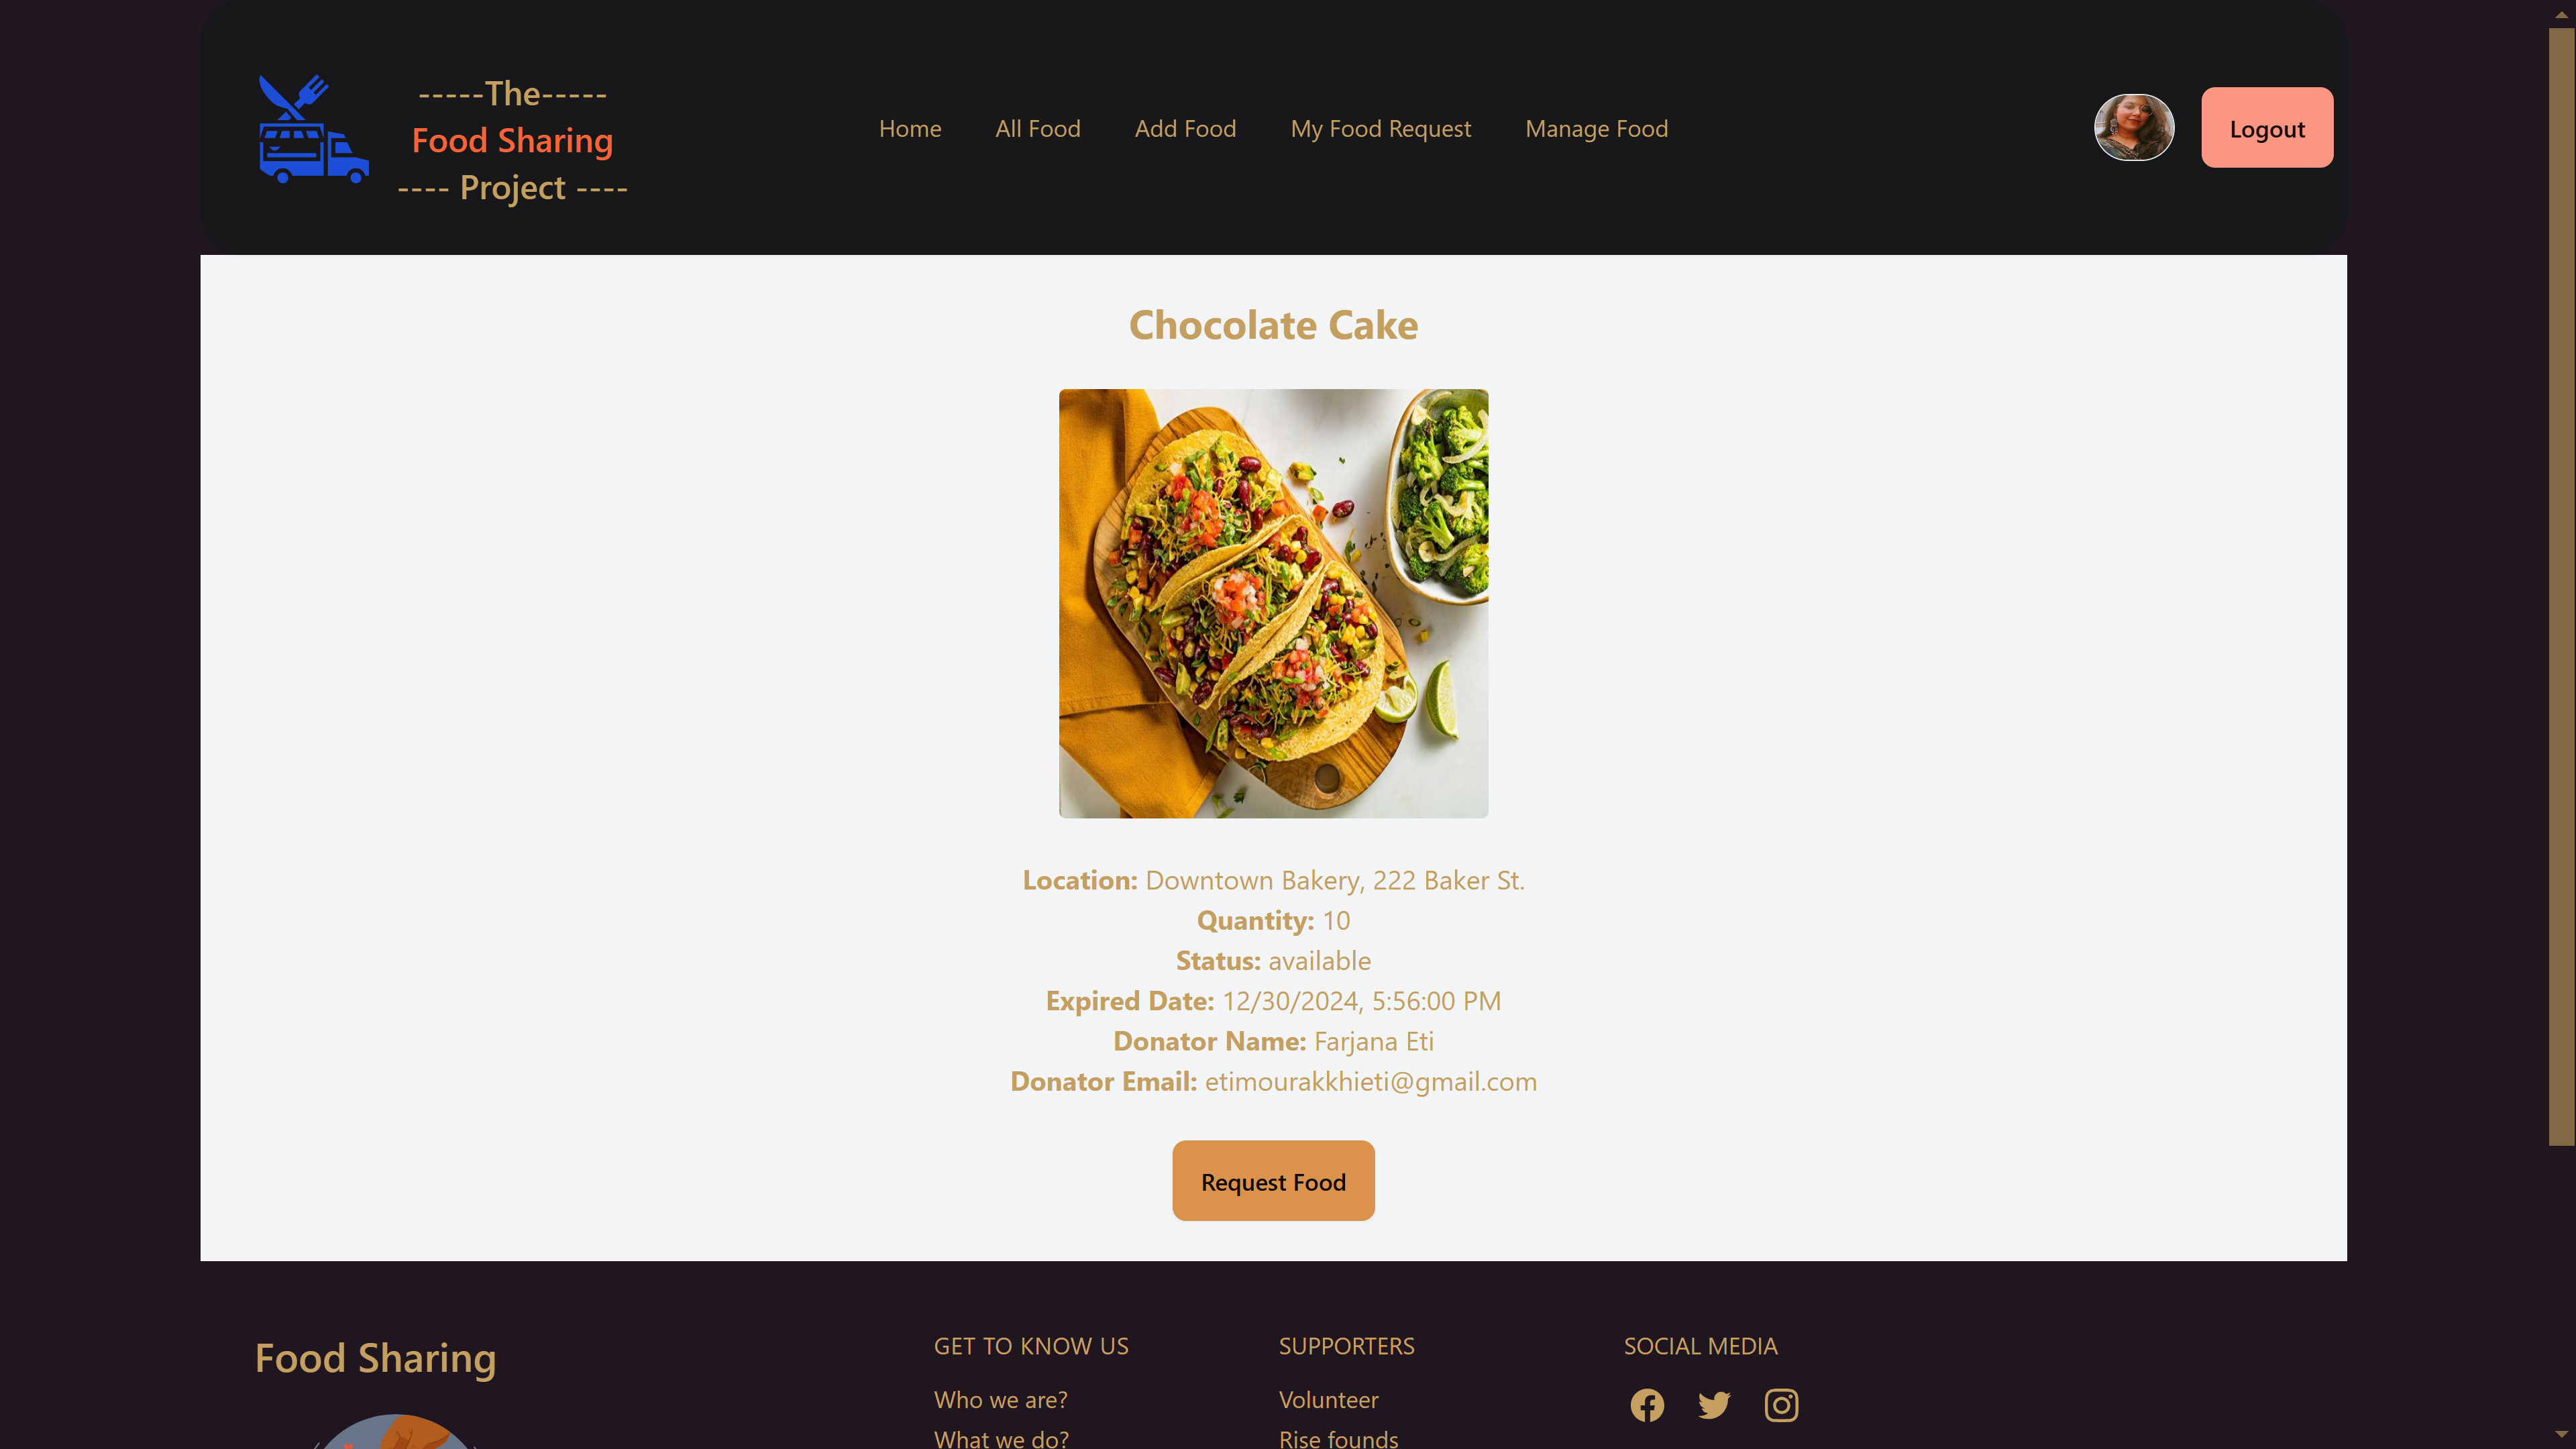 -----The-----
Food Sharing
---- Project ----
Home
All Food
Add Food
My Food Request
Manage Food
Logout
Chocolate Cake
Location: Downtown Bakery, 222 Baker St.
Quantity: 10
Status: available
Expired Date: 12/30/2024, 5:56:00 PM
Donator Name: Farjana Eti
Donator Email: etimourakkhieti@gmail.com
Request Food
Food Sharing
GET TO KNOW US
Who we are?
What we do?
SUPPORTERS
Volunteer
Rise founds
SOCIAL MEDIA